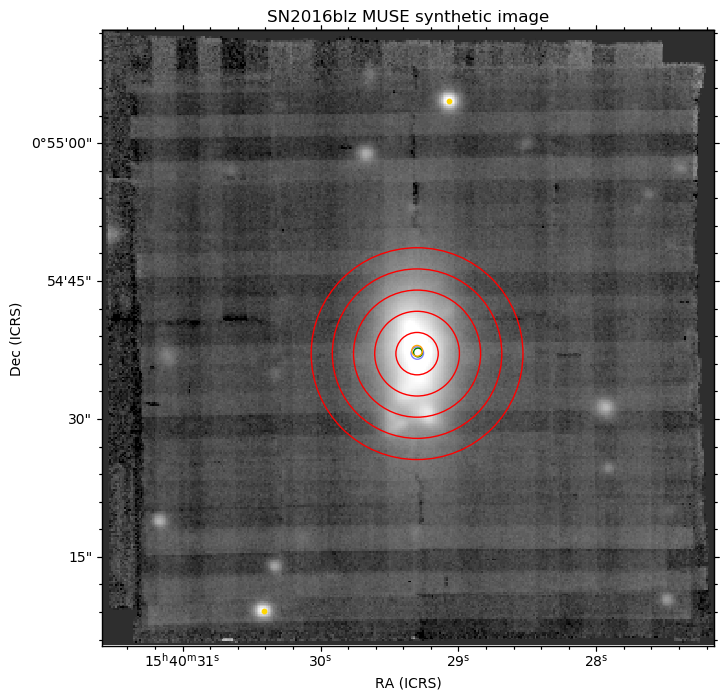 SN2016blz MUSE synthetic image
Dec (ICRS)
0°55'00"
54'45"
30"
15"
15ʰ40ᵐ31ˢ
30ˢ
29ˢ
28ˢ
RA (ICRS)